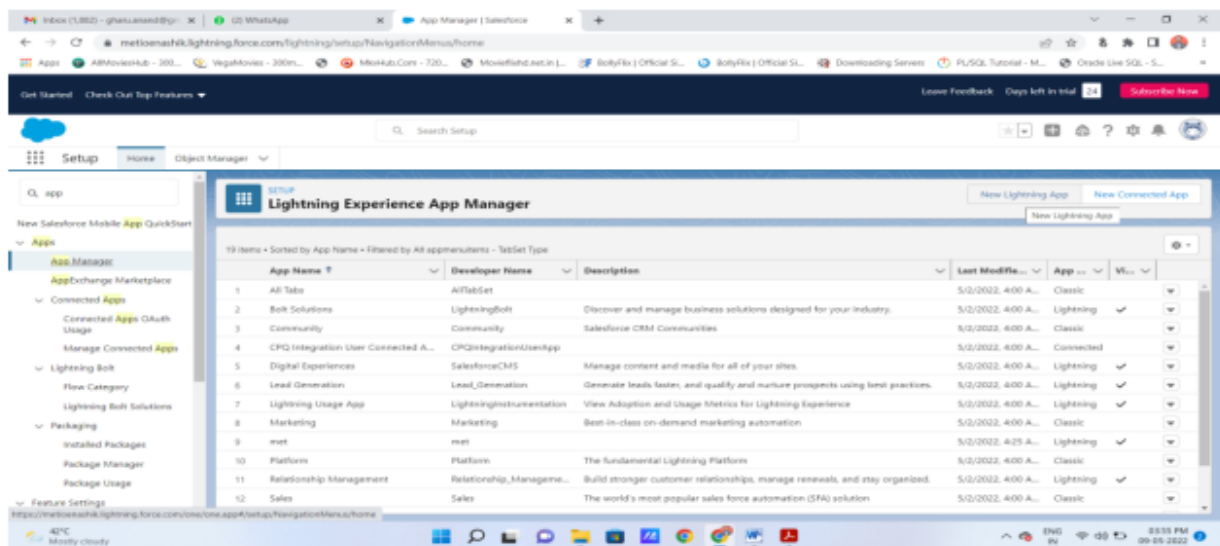 Inbox (1,802) - ghanu.anand@g
(2) WhatsApp
App Manager | Salesforce
metioenashik.lightning.force.com/lightning/setup/NavigationMenus/home
Apps
AllMoviesHub - 300...
VegaMovies - 300m...
MkvHub.Com - 720...
BollyFlix | Official Si...
BollyFlix | Official Si...
Downloading Servers
PL/SQL Tutorial - M...
Oracle Live SQL - S...
Get Started Check Out Top Features
Leave Feedback Days left in trial 24 Subscribe Now
Search Setup
Setup Home Object Manager
app
SETUP
Lightning Experience App Manager
New Lightning App New Connected App
New Lightning App
New Salesforce Mobile App QuickStart
Apps
App Manager
AppExchange Marketplace
Connected Apps
Connected Apps OAuth
Usage
Manage Connected Apps
Lightning Bolt
Flow Category
Lightning Bolt Solutions
Packaging
Installed Packages
Package Manager
Package Usage
Feature Settings
19 items • Sorted by App Name • Filtered by All appmenuitems - TabSet Type
App Name Developer Name Description Last Modifie... App ... Vi...
1 All Tabs AllTabSet 5/2/2022, 4:00 A... Classic
2 Bolt Solutions LightningBolt Discover and manage business solutions designed for your industry. 5/2/2022, 4:00 A... Lightning
3 Community Community Salesforce CRM Communities 5/2/2022, 4:00 A... Classic
4 CPQ Integration User Connected A... CPQIntegrationUserApp 5/2/2022, 4:00 A... Connected
5 Digital Experiences SalesforceCMS Manage content and media for all of your sites. 5/2/2022, 4:00 A... Lightning
6 Lead Generation Lead_Generation Generate leads faster, and qualify and nurture prospects using best practices. 5/2/2022, 4:00 A... Lightning
7 Lightning Usage App LightningInstrumentation View Adoption and Usage Metrics for Lightning Experience 5/2/2022, 4:00 A... Lightning
8 Marketing Marketing Best-in-class on-demand marketing automation 5/2/2022, 4:00 A... Classic
9 met met 5/2/2022, 4:25 A... Lightning
10 Platform Platform The fundamental Lightning Platform 5/2/2022, 4:00 A... Classic
11 Relationship Management Relationship_Manageme... Build stronger customer relationships, manage renewals, and stay organized. 5/2/2022, 4:00 A... Lightning
12 Sales Sales The world's most popular sales force automation (SFA) solution 5/2/2022, 4:00 A... Classic
https://metioenashik.lightning.force.com/one/one.app#/setup/NavigationMenus/home
42°C
Mostly cloudy
ENG
IN
03:55 PM
09-05-2022